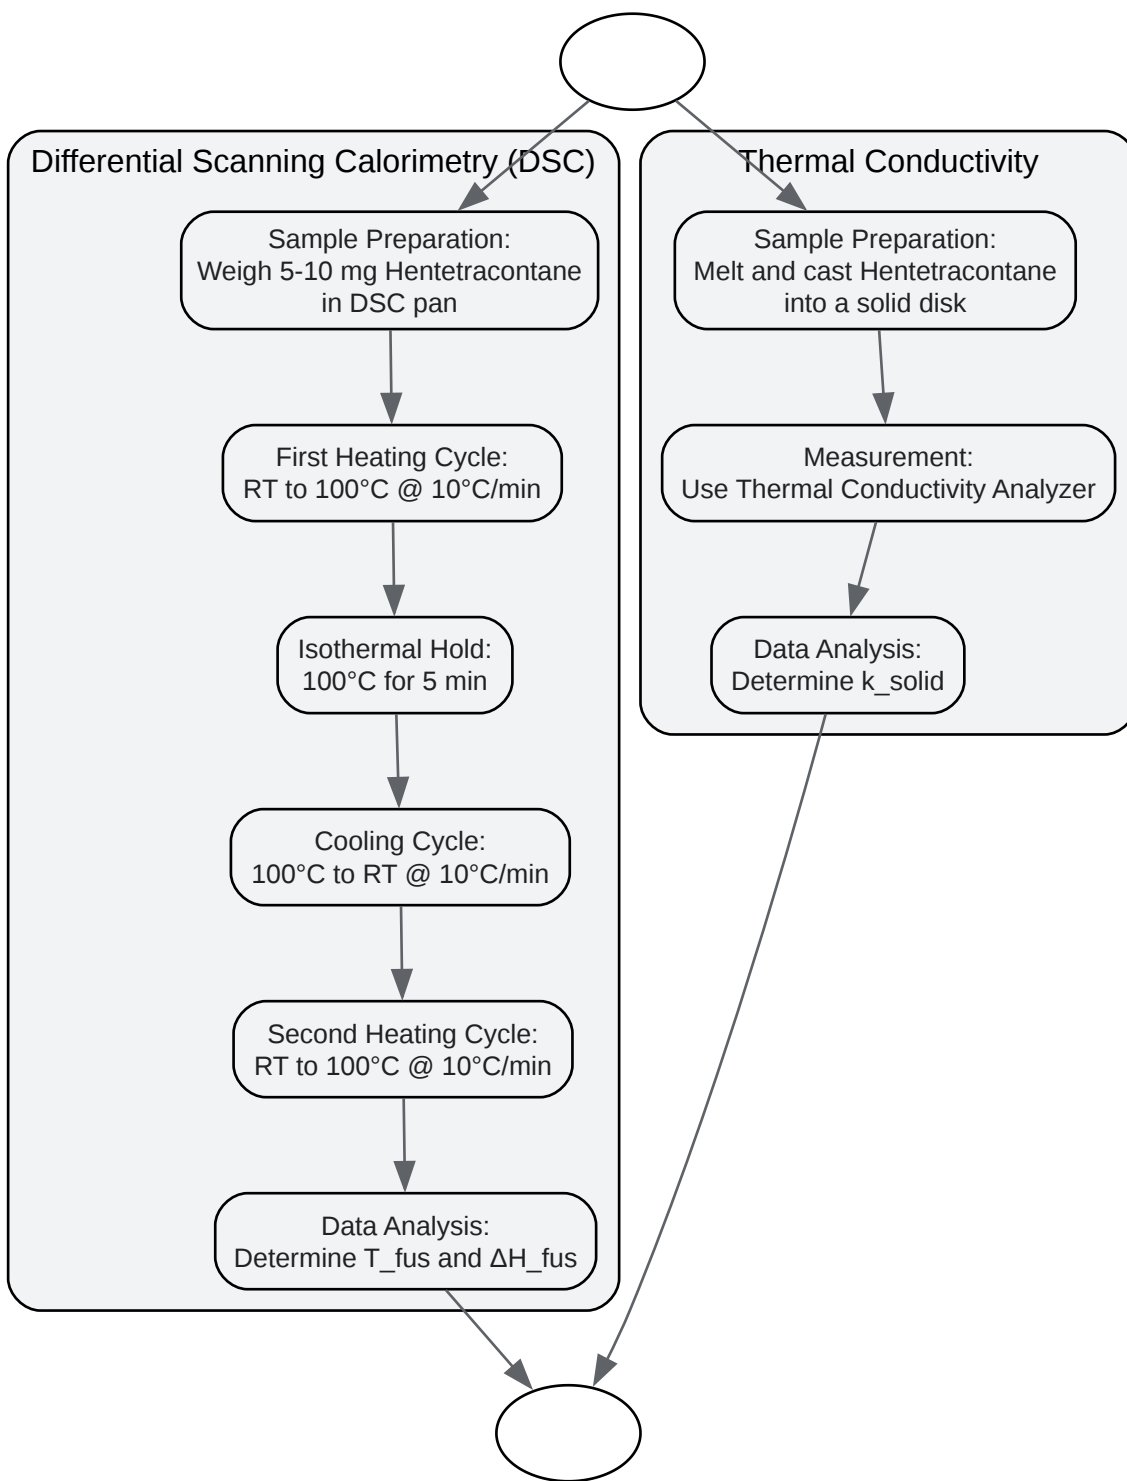 Differential Scanning Calorimetry (DSC)
Sample Preparation:
Weigh 5-10 mg Hentetracontane
in DSC pan
First Heating Cycle:
RT to 100°C @ 10°C/min
Isothermal Hold:
100°C for 5 min
Cooling Cycle:
100°C to RT @ 10°C/min
Second Heating Cycle:
RT to 100°C @ 10°C/min
Data Analysis:
Determine T_fus and ΔH_fus
Thermal Conductivity
Sample Preparation:
Melt and cast Hentetracontane
into a solid disk
Measurement:
Use Thermal Conductivity Analyzer
Data Analysis:
Determine k_solid